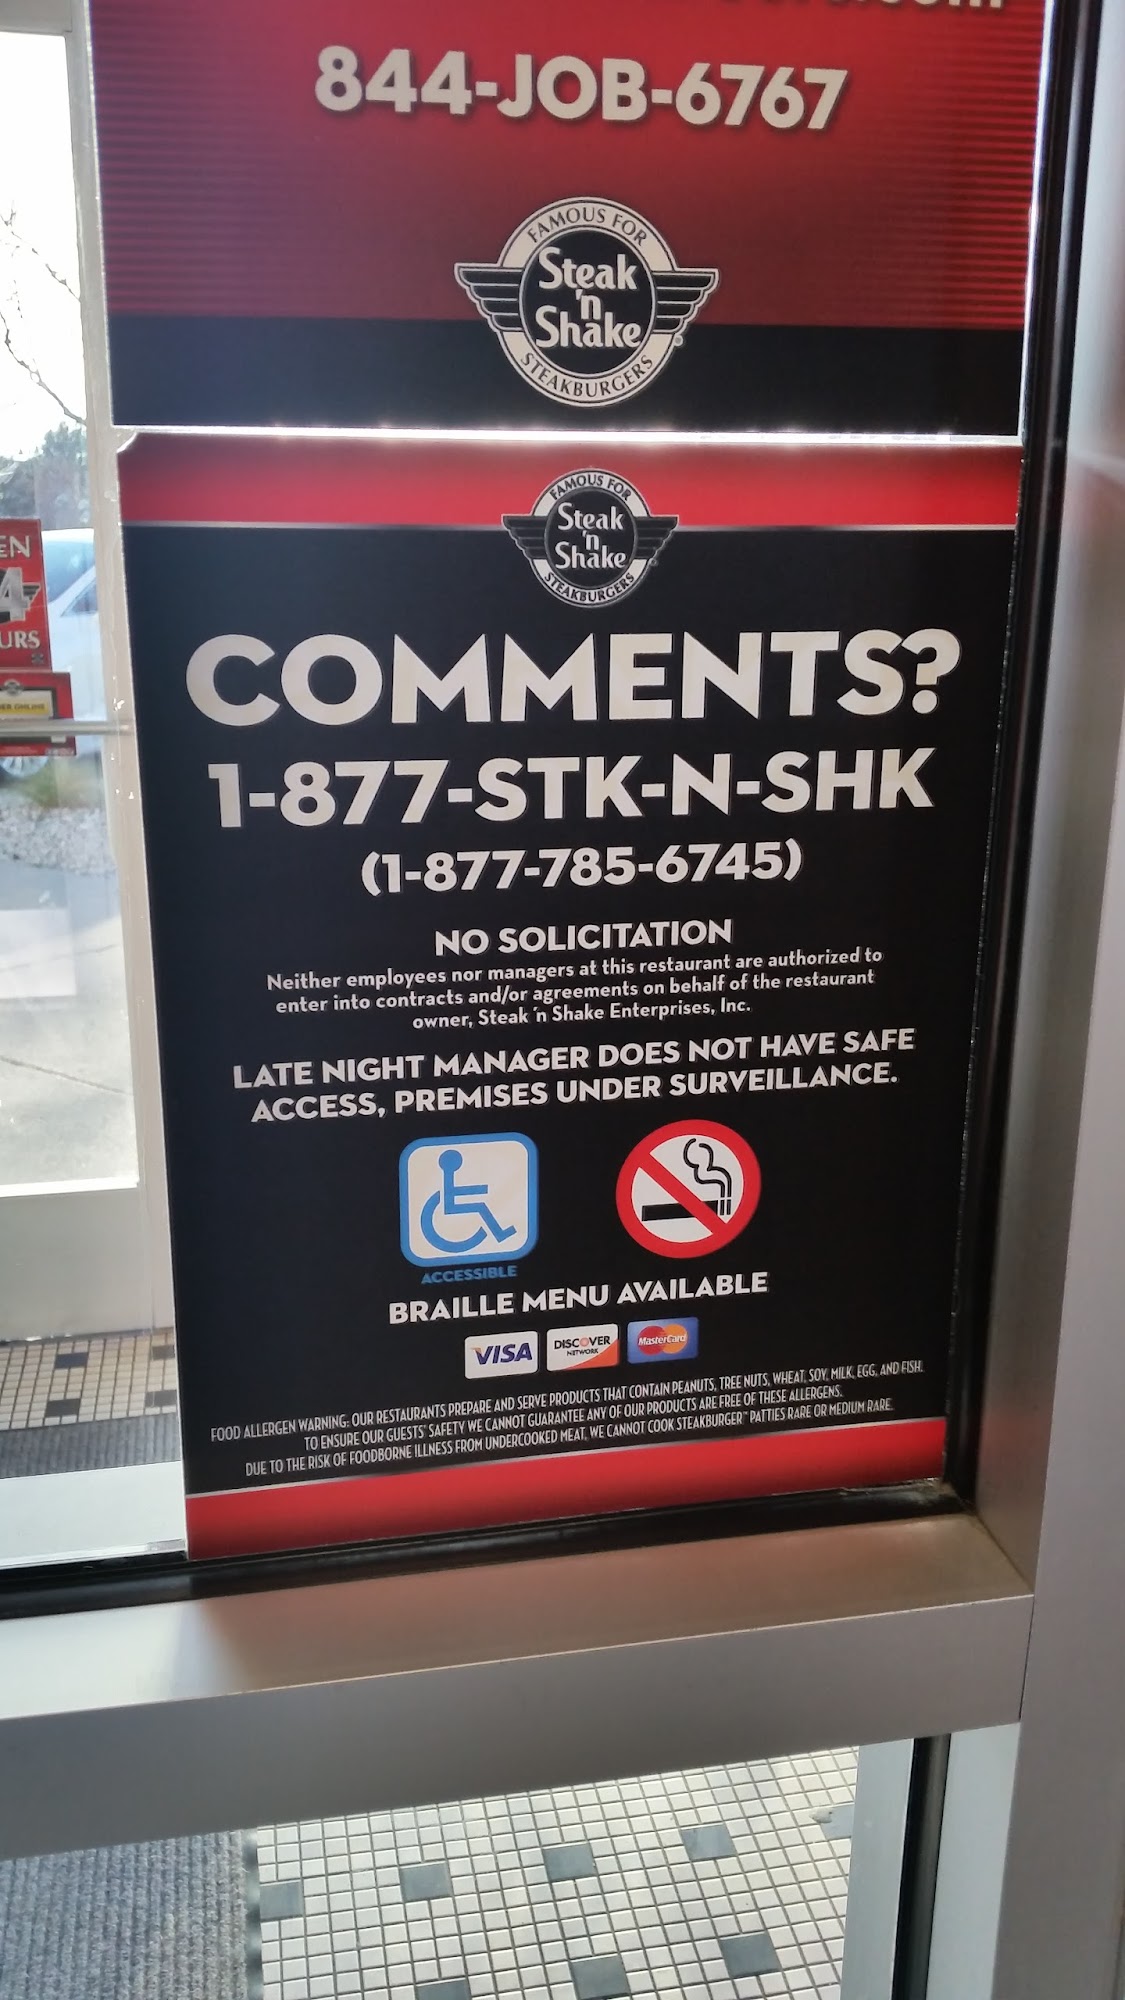 844-JOB-6767
FAMOUS FOR
Steak
'n
Shake
STEAKBURGERS
FAMOUS FOR
Steak
'n
Shake
STEAKBURGERS
COMMENTS?
1-877-STK-N-SHK
(1-877-785-6745)
NO SOLICITATION
Neither employees nor managers at this restaurant are authorized to
enter into contracts and/or agreements on behalf of the restaurant
owner, Steak 'n Shake Enterprises, Inc.
LATE NIGHT MANAGER DOES NOT HAVE SAFE
ACCESS, PREMISES UNDER SURVEILLANCE.
ACCESSIBLE
BRAILLE MENU AVAILABLE
VISA
DISCOVER
NETWORK
MasterCard
FOOD ALLERGEN WARNING: OUR RESTAURANTS PREPARE AND SERVE PRODUCTS THAT CONTAIN PEANUTS, TREE NUTS, WHEAT, SOY, MILK, EGG, AND FISH.
TO ENSURE OUR GUESTS' SAFETY WE CANNOT GUARANTEE ANY OF OUR PRODUCTS ARE FREE OF THESE ALLERGENS.
DUE TO THE RISK OF FOODBORNE ILLNESS FROM UNDERCOOKED MEAT, WE CANNOT COOK STEAKBURGER™ PATTIES RARE OR MEDIUM RARE.
EN
4
URS
ER ONLINE